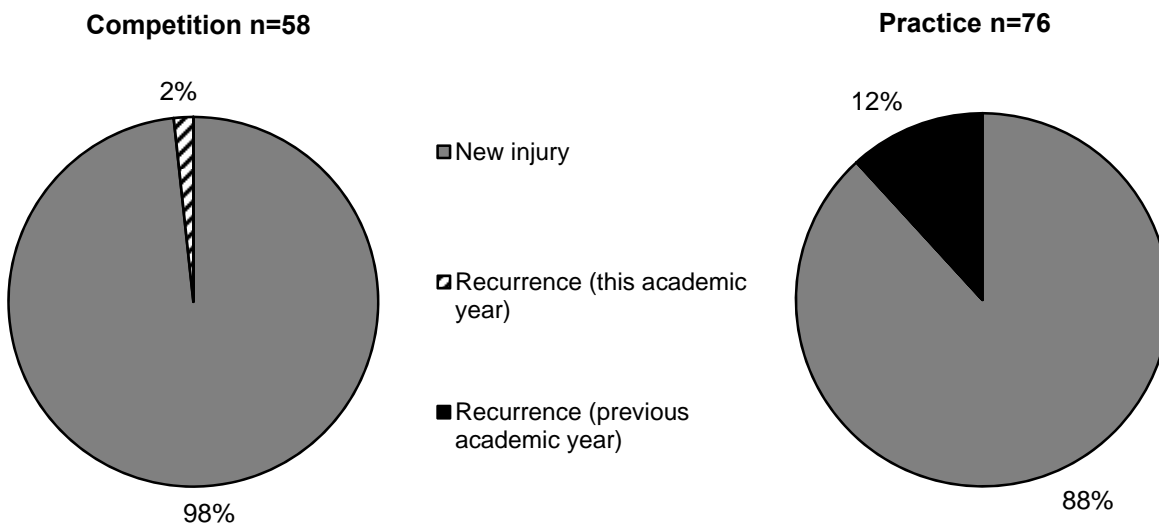 Competition n=58
Practice n=76
2%
12%
New injury
Recurrence (this academic
year)
Recurrence (previous
academic year)
98%
88%